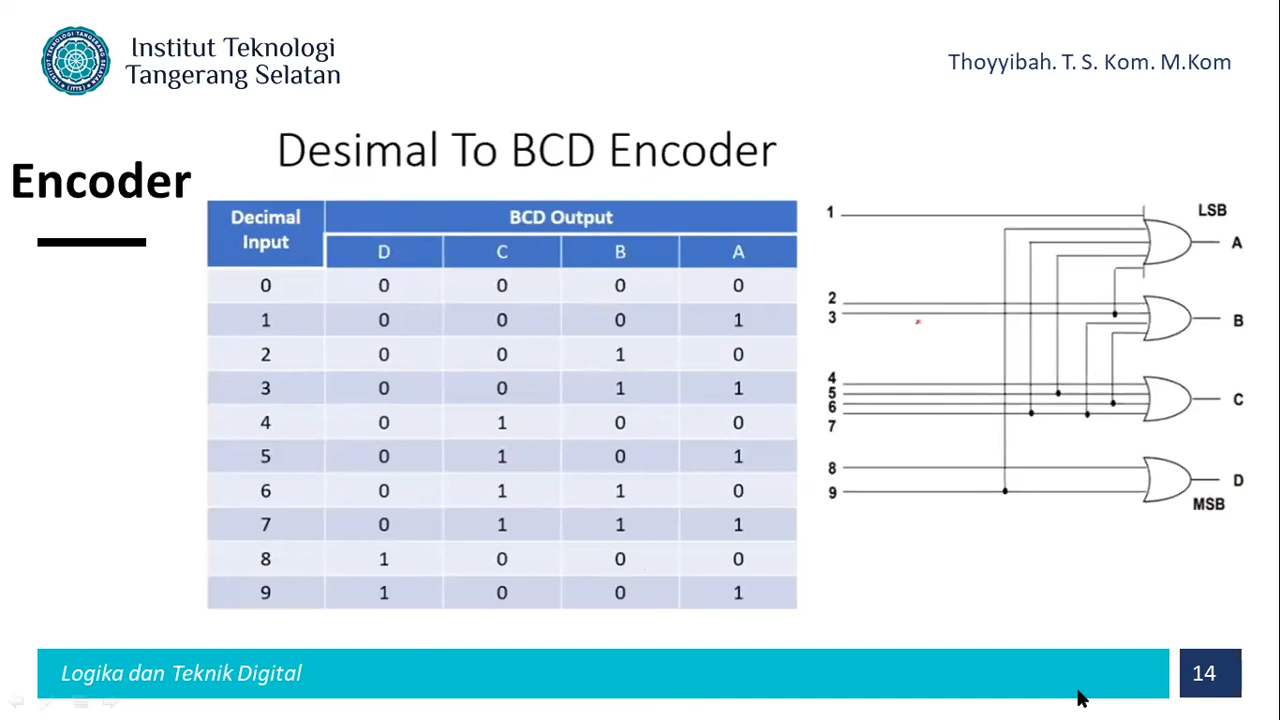 Institut Teknologi
Tangerang Selatan
Thoyyibah. T. S. Kom. M.Kom
Desimal To BCD Encoder
Encoder
Decimal Input BCD Output
D C B A
0 0 0 0 0
1 0 0 0 1
2 0 0 1 0
3 0 0 1 1
4 0 1 0 0
5 0 1 0 1
6 0 1 1 0
7 0 1 1 1
8 1 0 0 0
9 1 0 0 1
1
2
3
4
5
6
7
8
9
LSB
A
B
C
D
MSB
Logika dan Teknik Digital
14